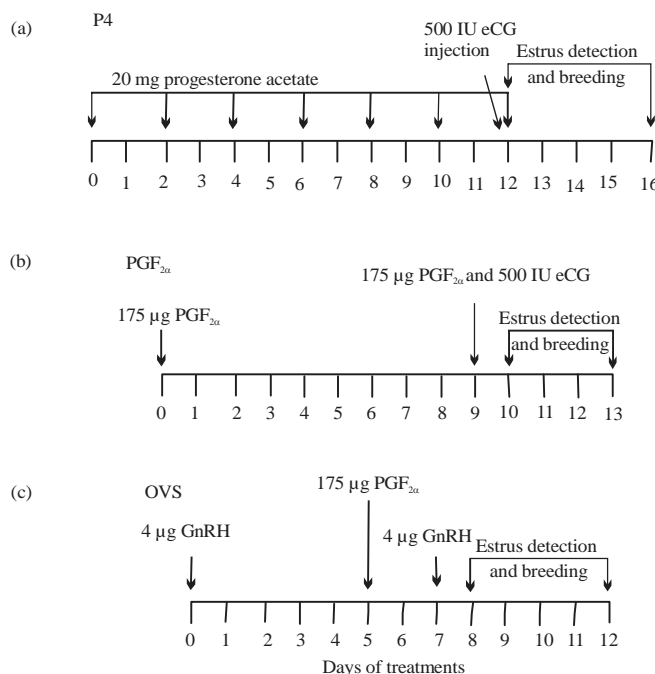 (a) P4
500 IU eCG
injection
Estrus detection
and breeding
20 mg progesterone acetate
0 1 2 3 4 5 6 7 8 9 10 11 12 13 14 15 16
(b) PGF2α
175 µg PGF2α and 500 IU eCG
175 µg PGF2α
Estrus detection
and breeding
0 1 2 3 4 5 6 7 8 9 10 11 12 13
(c) OVS
175 µg PGF2α
4 µg GnRH
4 µg GnRH
Estrus detection
and breeding
0 1 2 3 4 5 6 7 8 9 10 11 12
Days of treatments